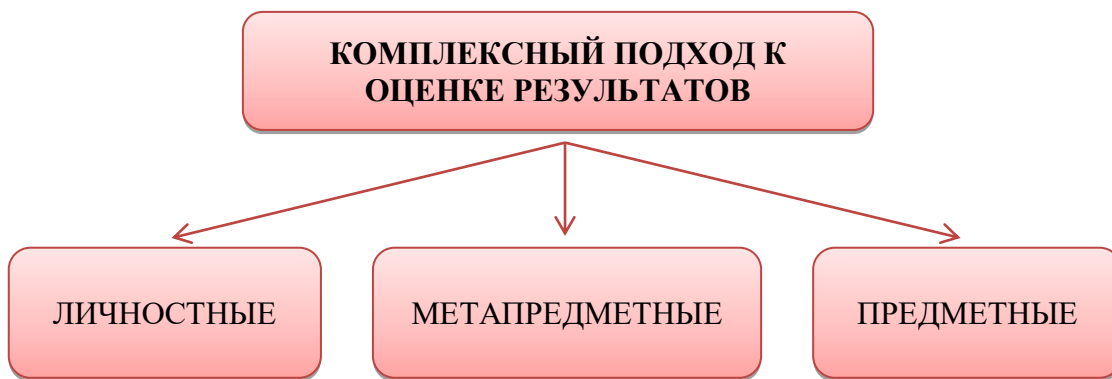 КОМПЛЕКСНЫЙ ПОДХОД К
ОЦЕНКЕ РЕЗУЛЬТАТОВ
ЛИЧНОСТНЫЕ
МЕТАПРЕДМЕТНЫЕ
ПРЕДМЕТНЫЕ